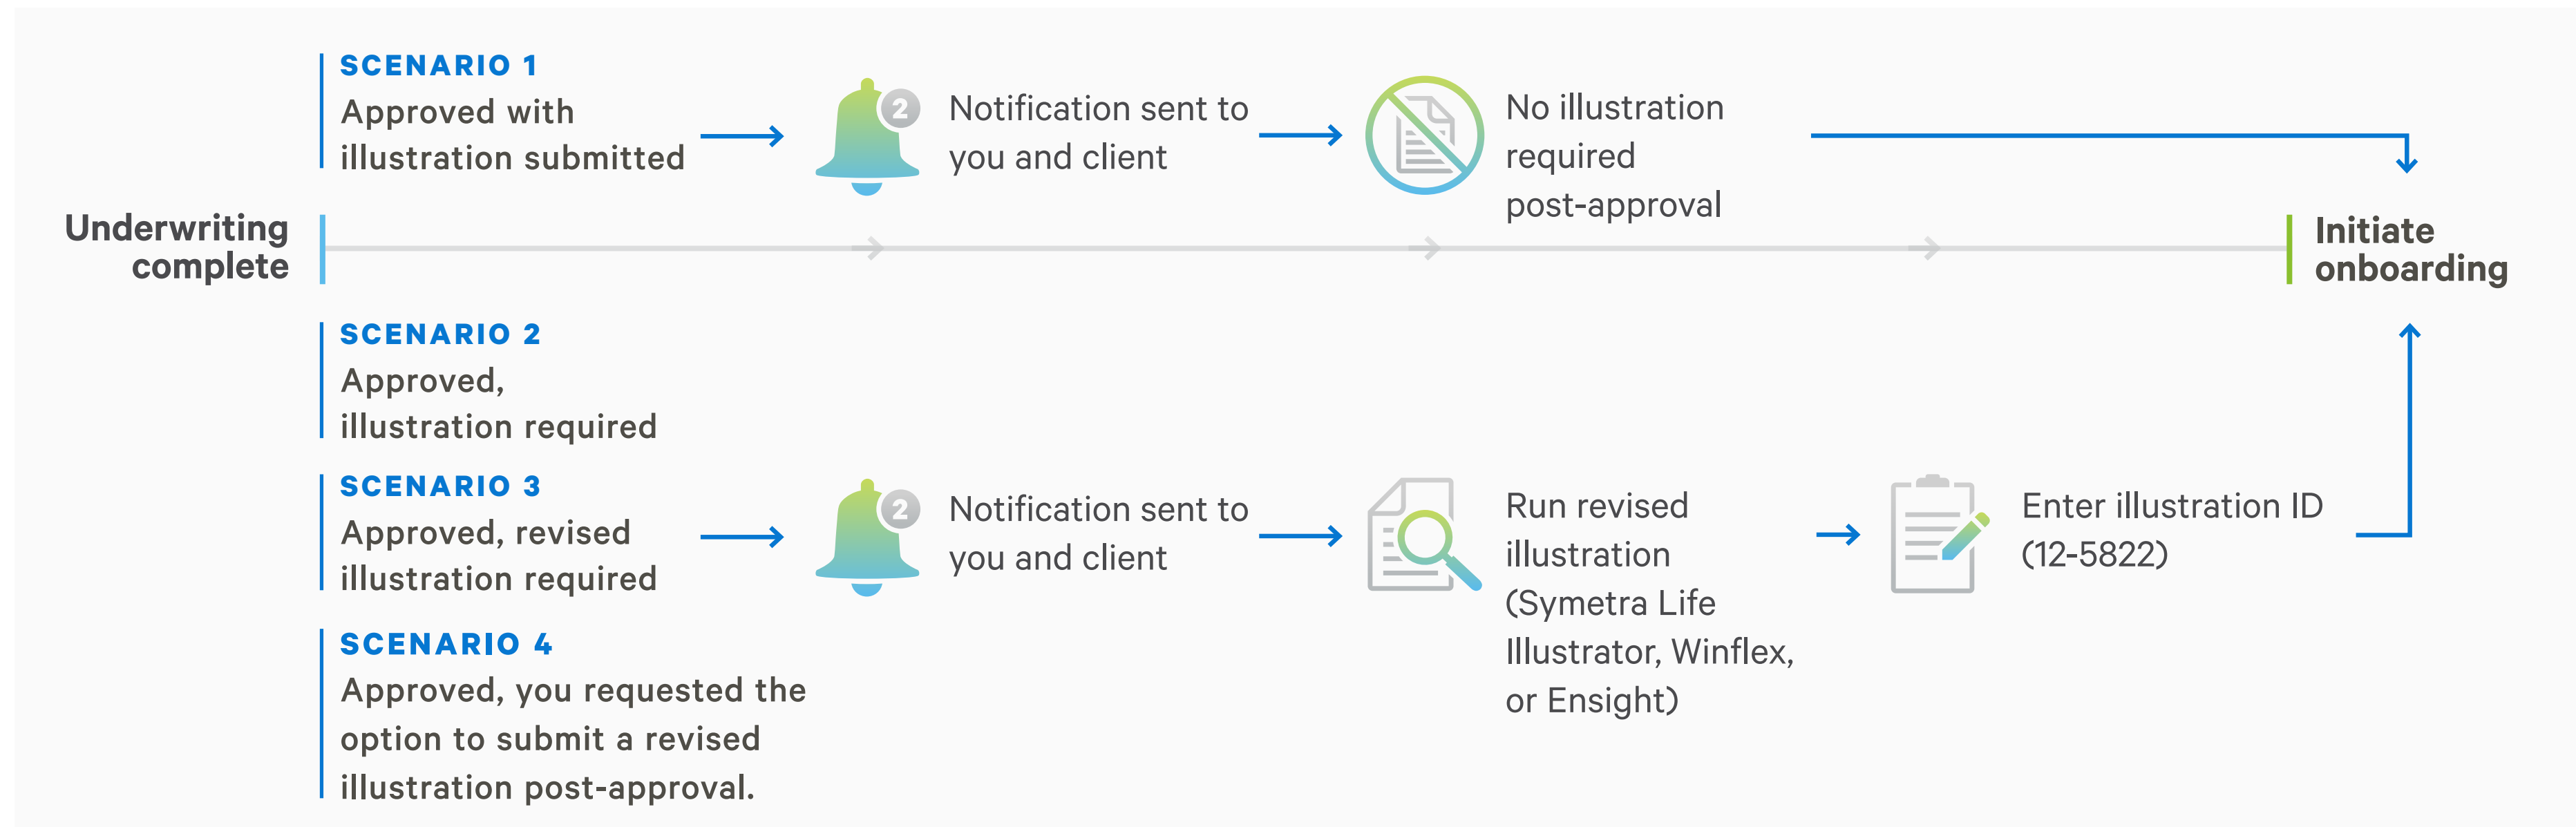 SCENARIO 1
Approved with
illustration submitted
2
Notification sent to
you and client
No illustration
required
post-approval
Underwriting
complete
Initiate
onboarding
SCENARIO 2
Approved,
illustration required
SCENARIO 3
Approved, revised
illustration required
2
Notification sent to
you and client
Run revised
illustration
(Symetra Life
Illustrator, Winflex,
or Ensight)
Enter illustration ID
(12-5822)
SCENARIO 4
Approved, you requested the
option to submit a revised
illustration post-approval.